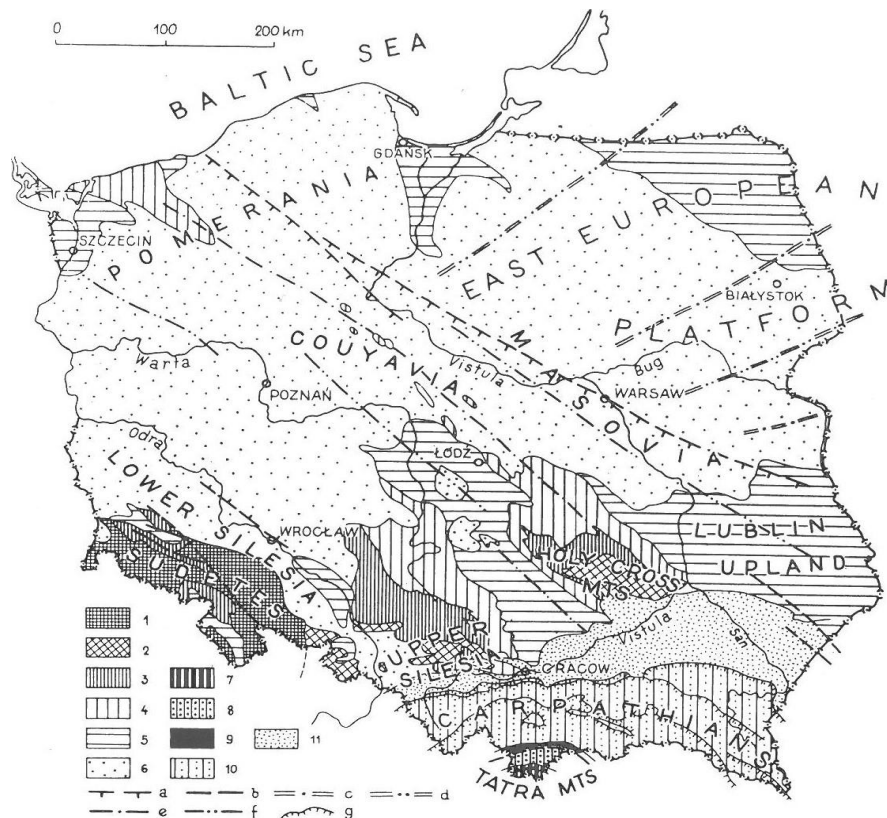 0 100 200 km
BALTIC SEA
GDAŃSK
POMERANIA
SZCZECIN
EAST EUROPEAN
PLATFORM
BIAŁYSTOK
COUYAVIA
Vistula
MASOVIA
Bug
WARSAW
Warta
POZNAŃ
Odra
ŁÓDŹ
LOWER SILESIA
WROCŁAW
SUDETES
LUBLIN
UPLAND
HOLY CROSS
MTS
Vistula
San
UPPER
SILESIA
CRACOW
CARPATHIANS
TATRA MTS
1
2
3 7
4 8
5 9 11
6 10
a b c d
e f g